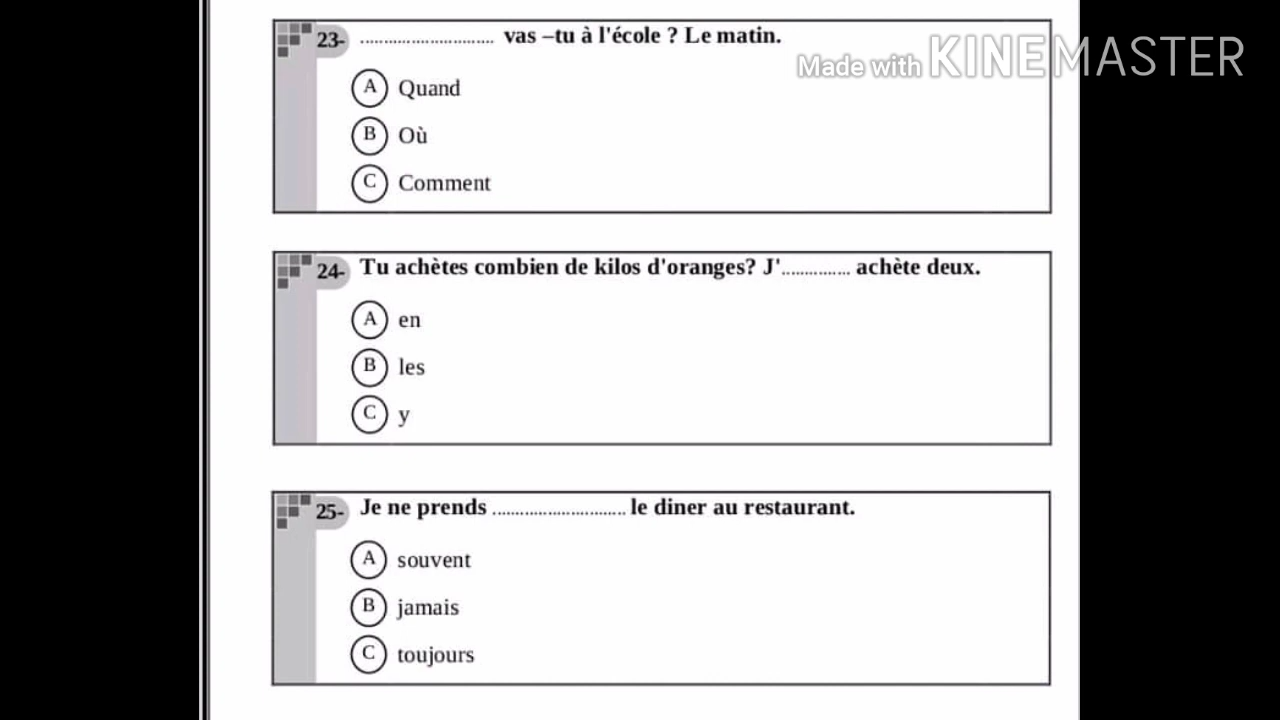 23- ............................ vas –tu à l'école ? Le matin.
Made with KINEMASTER
A Quand
B Où
C Comment
24- Tu achètes combien de kilos d'oranges? J'............... achète deux.
A en
B les
C y
25- Je ne prends ............................ le diner au restaurant.
A souvent
B jamais
C toujours